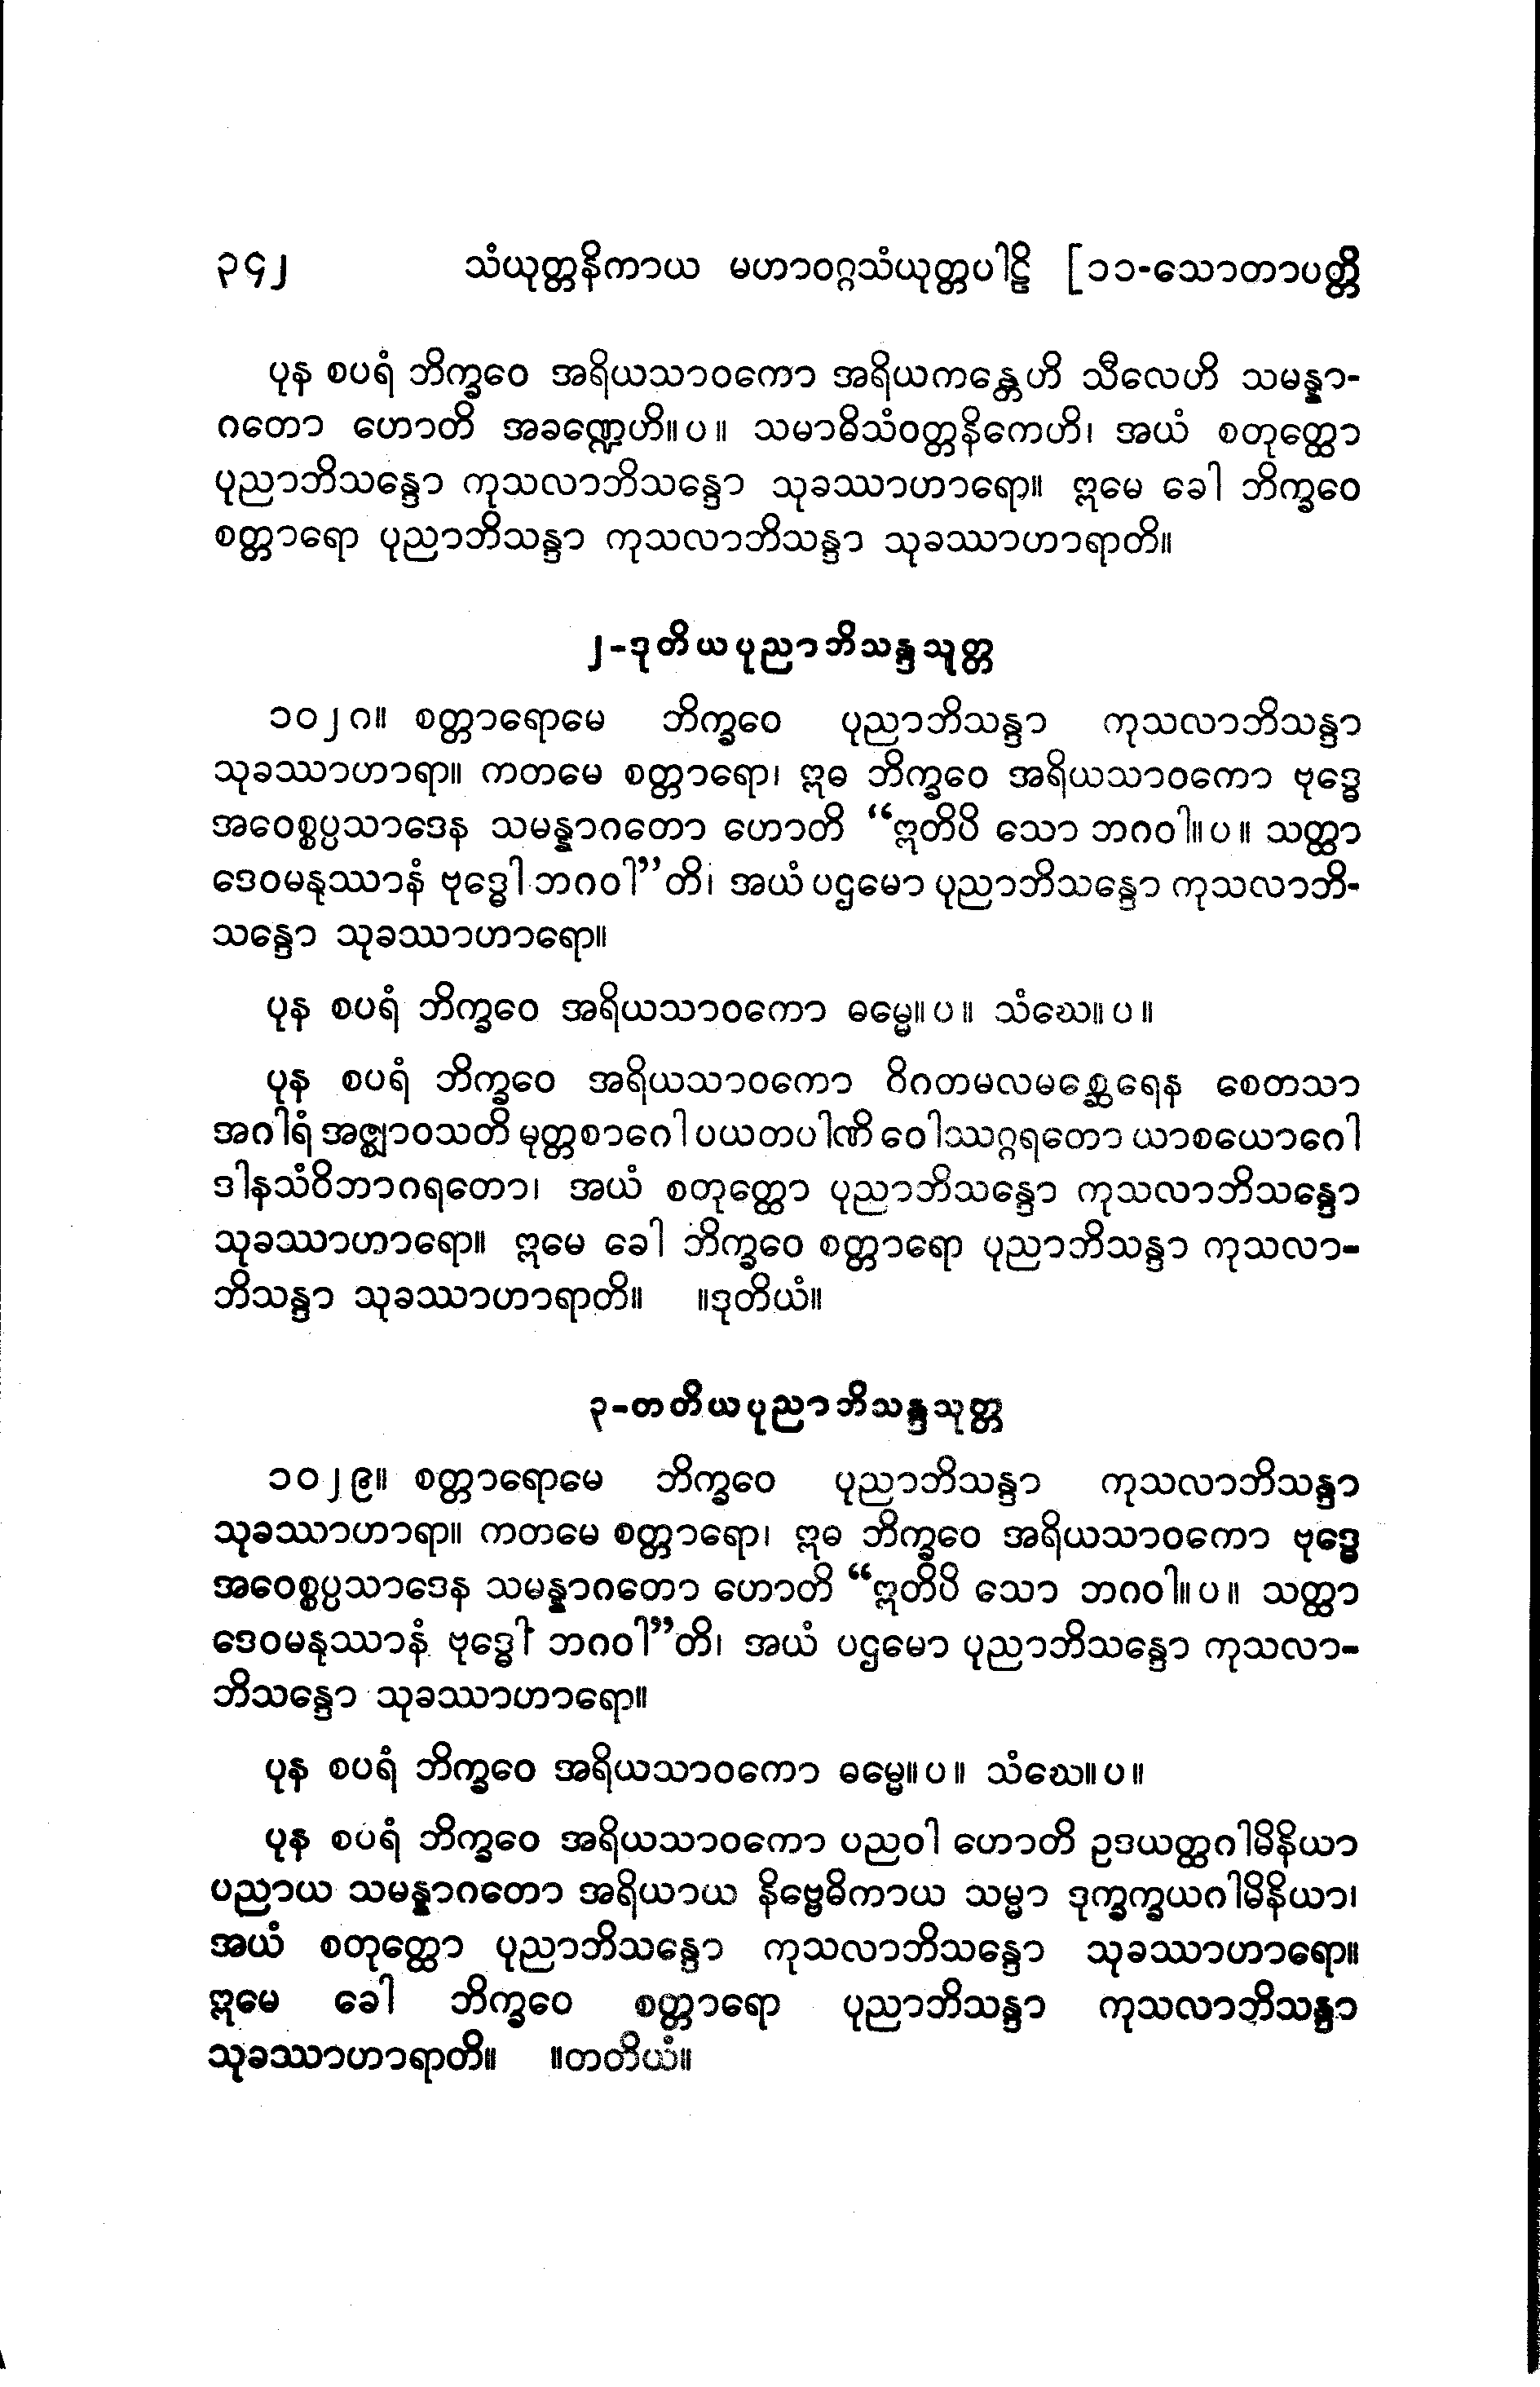 ၃၄၂ သံယုတ္တနိကာယ မဟာဝဂ္ဂသံယုတ္တပါဠိ [၁၁-သောတာပတ္တိ
ပုန စပရံ ဘိက္ခဝေ အရိယသာဝကော အရိယကန္တေဟိ သီလေဟိ သမန္နာ-
ဂတော ဟောတိ အခဏ္ဍေဟိ။ပ။ သမာဓိသံဝတ္တနိကေဟိ၊ အယံ စတုတ္ထော
ပုညာဘိသန္ဒော ကုသလာဘိသန္ဒော သုခဿာဟာရော။ ဣမေ ခေါ ဘိက္ခဝေ
စတ္တာရော ပုညာဘိသန္ဒာ ကုသလာဘိသန္ဒာ သုခဿာဟာရာတိ။
၂-ဒုတိယပုညာဘိသန္ဒသုတ္တ
၁၀၂၈။ စတ္တာရောမေ ဘိက္ခဝေ ပုညာဘိသန္ဒာ ကုသလာဘိသန္ဒာ
သုခဿာဟာရာ။ ကတမေ စတ္တာရော၊ ဣဓ ဘိက္ခဝေ အရိယသာဝကော ဗုဒ္ဓေ
အဝေစ္စပ္ပသာဒေန သမန္နာဂတော ဟောတိ “ဣတိပိ သော ဘဂဝါ။ပ။ သတ္ထာ
ဒေဝမနုဿာနံ ဗုဒ္ဓေါ ဘဂဝါ”တိ၊ အယံ ပဌမော ပုညာဘိသန္ဒော ကုသလာဘိ-
သန္ဒော သုခဿာဟာရော။
ပုန စပရံ ဘိက္ခဝေ အရိယသာဝကော ဓမ္မေ။ပ။ သံဃေ။ပ။
ပုန စပရံ ဘိက္ခဝေ အရိယသာဝကော ဝိဂတမလမစ္ဆေရေန စေတသာ
အဂါရံ အဇ္ဈာဝသတိ မုတ္တစာဂေါ ပယတပါဏိ ဝေါဿဂ္ဂရတော ယာစယောဂေါ
ဒါနသံဝိဘာဂရတော၊ အယံ စတုတ္ထော ပုညာဘိသန္ဒော ကုသလာဘိသန္ဒော
သုခဿာဟာရော။ ဣမေ ခေါ ဘိက္ခဝေ စတ္တာရော ပုညာဘိသန္ဒာ ကုသလာ-
ဘိသန္ဒာ သုခဿာဟာရာတိ။ ။ဒုတိယံ။
၃-တတိယပုညာဘိသန္ဒသုတ္တ
၁၀၂၉။ စတ္တာရောမေ ဘိက္ခဝေ ပုညာဘိသန္ဒာ ကုသလာဘိသန္ဒာ
သုခဿာဟာရာ။ ကတမေ စတ္တာရော၊ ဣဓ ဘိက္ခဝေ အရိယသာဝကော ဗုဒ္ဓေ
အဝေစ္စပ္ပသာဒေန သမန္နာဂတော ဟောတိ “ဣတိပိ သော ဘဂဝါ။ပ။ သတ္ထာ
ဒေဝမနုဿာနံ ဗုဒ္ဓေါ ဘဂဝါ”တိ၊ အယံ ပဌမော ပုညာဘိသန္ဒော ကုသလာ-
ဘိသန္ဒော သုခဿာဟာရော။
ပုန စပရံ ဘိက္ခဝေ အရိယသာဝကော ဓမ္မေ။ပ။ သံဃေ။ပ။
ပုန စပရံ ဘိက္ခဝေ အရိယသာဝကော ပညဝါ ဟောတိ ဥဒယတ္ထဂါမိနိယာ
ပညာယ သမန္နာဂတော အရိယာယ နိဗ္ဗေဓိကာယ သမ္မာ ဒုက္ခက္ခယဂါမိနိယာ၊
အယံ စတုတ္ထော ပုညာဘိသန္ဒော ကုသလာဘိသန္ဒော သုခဿာဟာရော။
ဣမေ ခေါ ဘိက္ခဝေ စတ္တာရော ပုညာဘိသန္ဒာ ကုသလာဘိသန္ဒာ
သုခဿာဟာရာတိ။ ။တတိယံ။